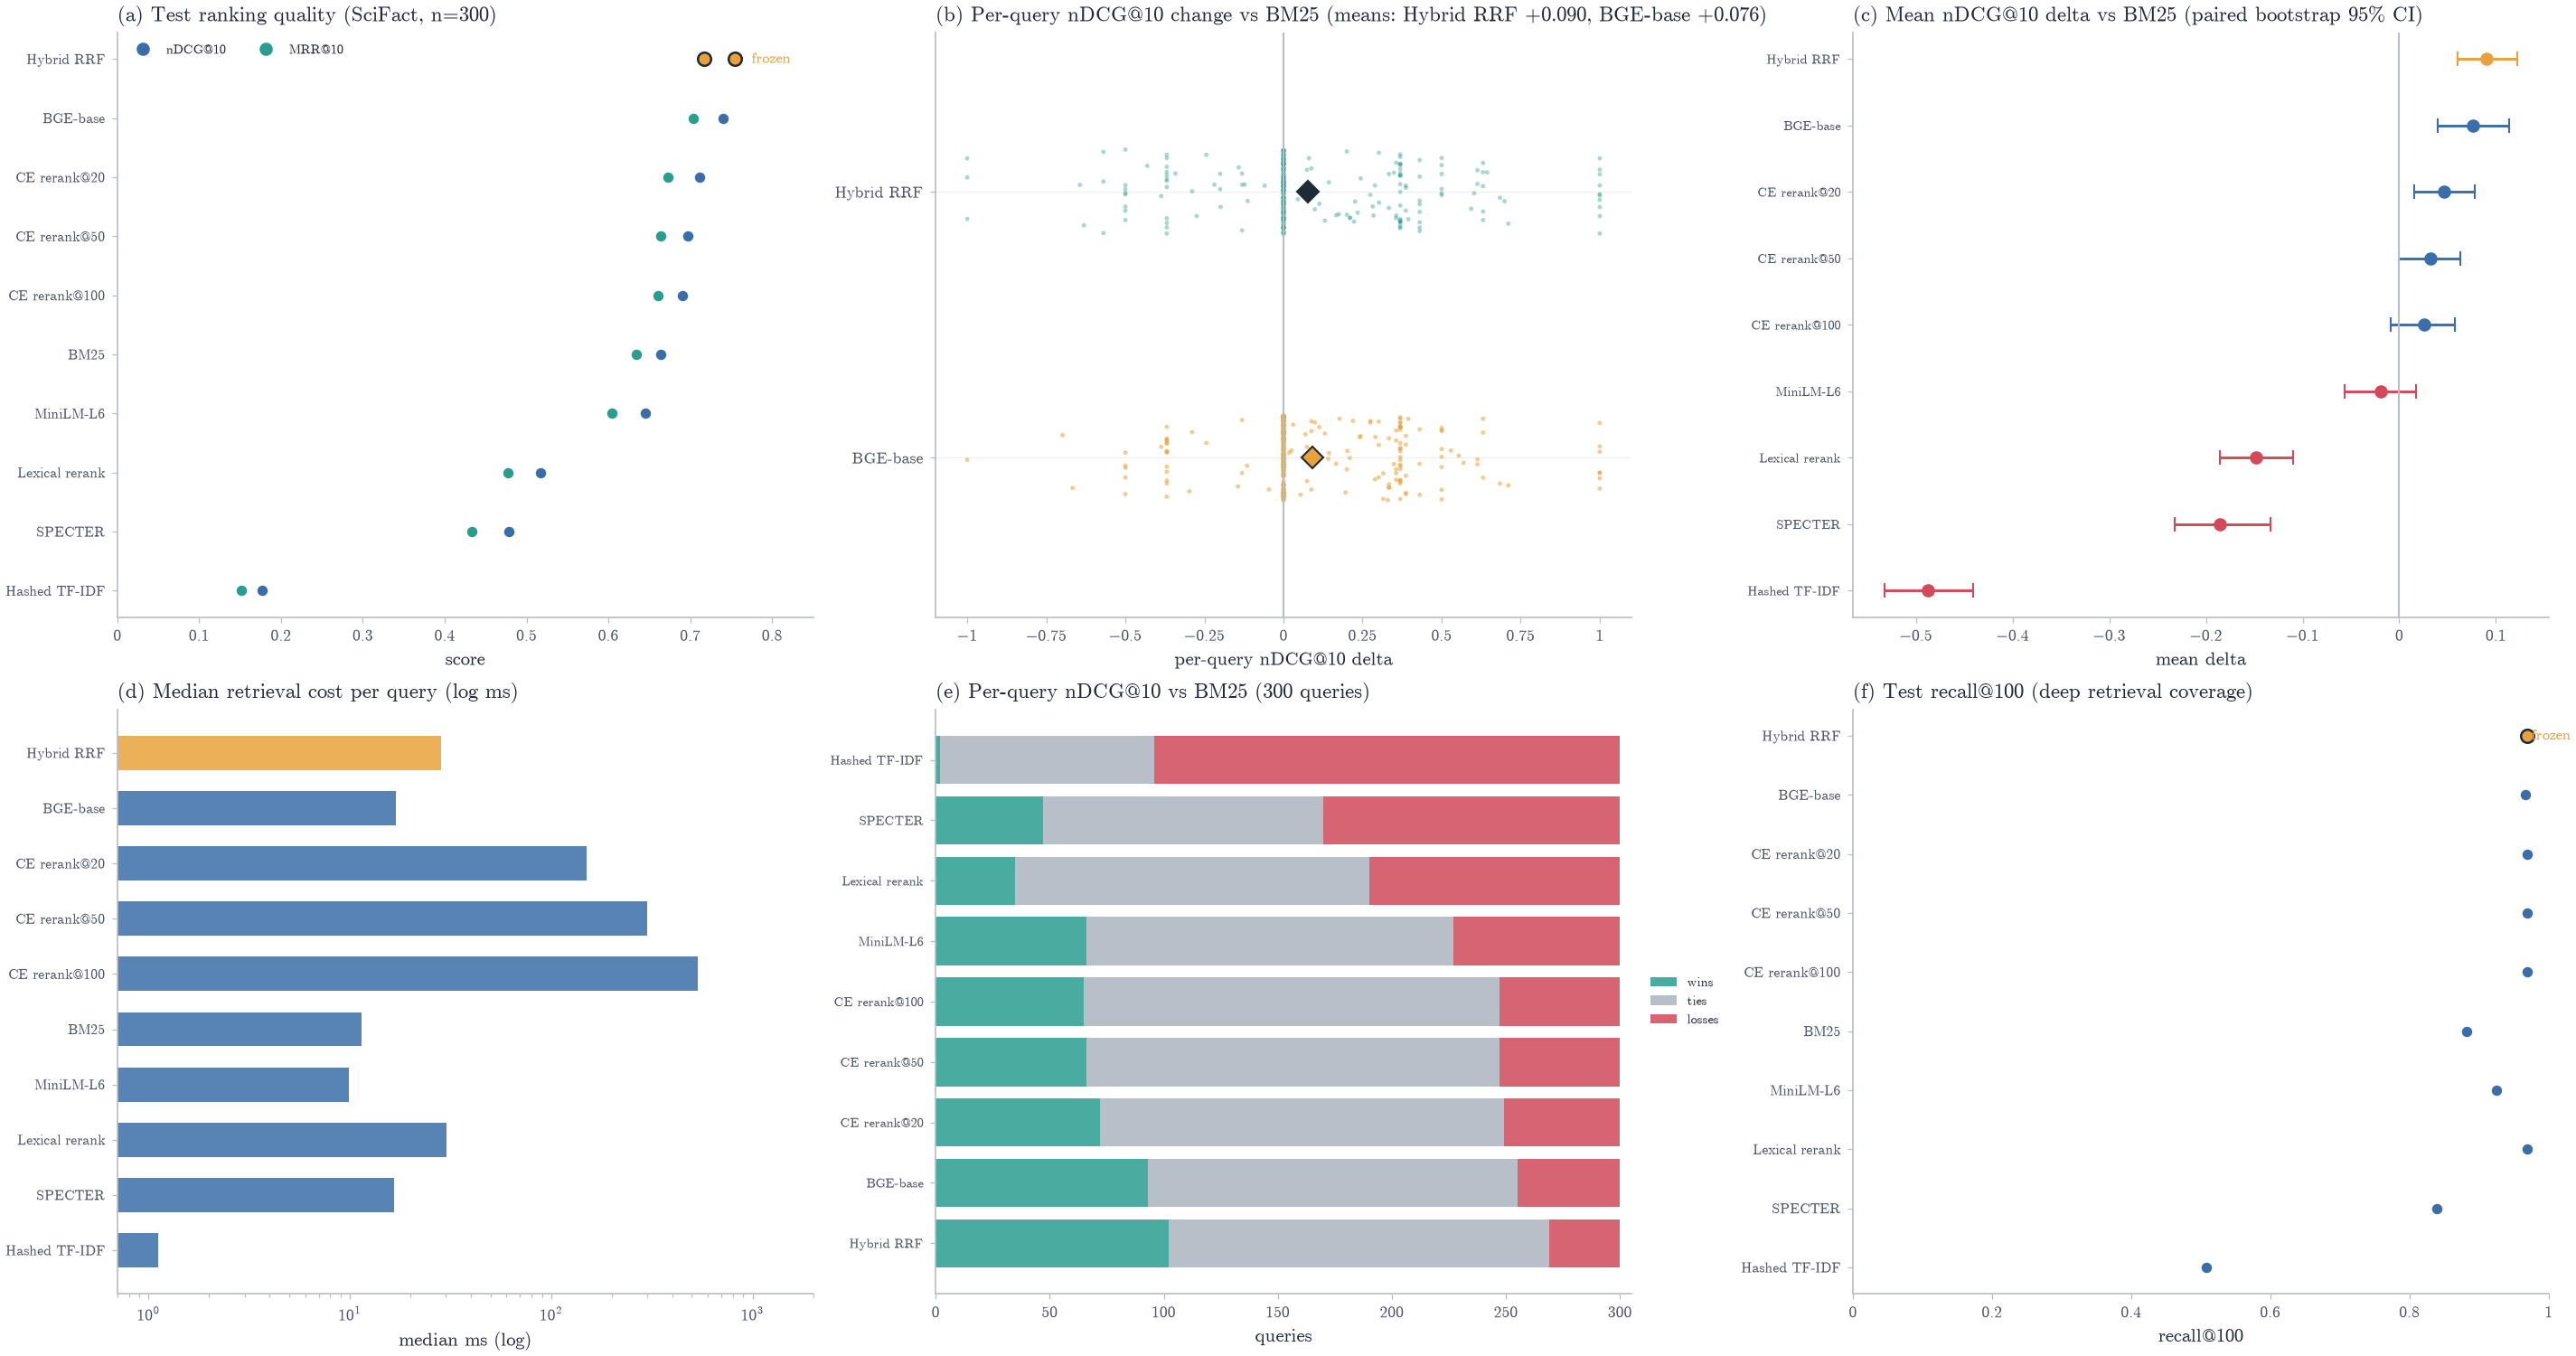 (a) Test ranking quality (SciFact, n=300)
nDCG@10
MRR@10
Hybrid RRF
frozen
BGE-base
CE rerank@20
CE rerank@50
CE rerank@100
BM25
MiniLM-L6
Lexical rerank
SPECTER
Hashed TF-IDF
0 0.1 0.2 0.3 0.4 0.5 0.6 0.7 0.8
score
(b) Per-query nDCG@10 change vs BM25 (means: Hybrid RRF +0.090, BGE-base +0.076)
Hybrid RRF
BGE-base
−1 −0.75 −0.5 −0.25 0 0.25 0.5 0.75 1
per-query nDCG@10 delta
(c) Mean nDCG@10 delta vs BM25 (paired bootstrap 95% CI)
Hybrid RRF
BGE-base
CE rerank@20
CE rerank@50
CE rerank@100
MiniLM-L6
Lexical rerank
SPECTER
Hashed TF-IDF
−0.5 −0.4 −0.3 −0.2 −0.1 0 0.1
mean delta
(d) Median retrieval cost per query (log ms)
Hybrid RRF
BGE-base
CE rerank@20
CE rerank@50
CE rerank@100
BM25
MiniLM-L6
Lexical rerank
SPECTER
Hashed TF-IDF
10⁰ 10¹ 10² 10³
median ms (log)
(e) Per-query nDCG@10 vs BM25 (300 queries)
Hashed TF-IDF
SPECTER
Lexical rerank
MiniLM-L6
CE rerank@100
CE rerank@50
CE rerank@20
BGE-base
Hybrid RRF
wins
ties
losses
0 50 100 150 200 250 300
queries
(f) Test recall@100 (deep retrieval coverage)
Hybrid RRF
frozen
BGE-base
CE rerank@20
CE rerank@50
CE rerank@100
BM25
MiniLM-L6
Lexical rerank
SPECTER
Hashed TF-IDF
0 0.2 0.4 0.6 0.8 1
recall@100